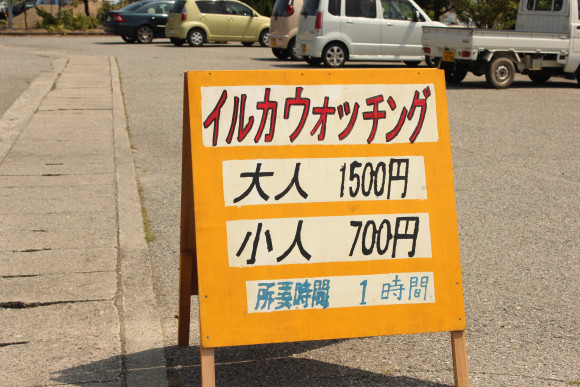 イルカウォッチング
大人 1500円
小人 700円
所要時間 1時間